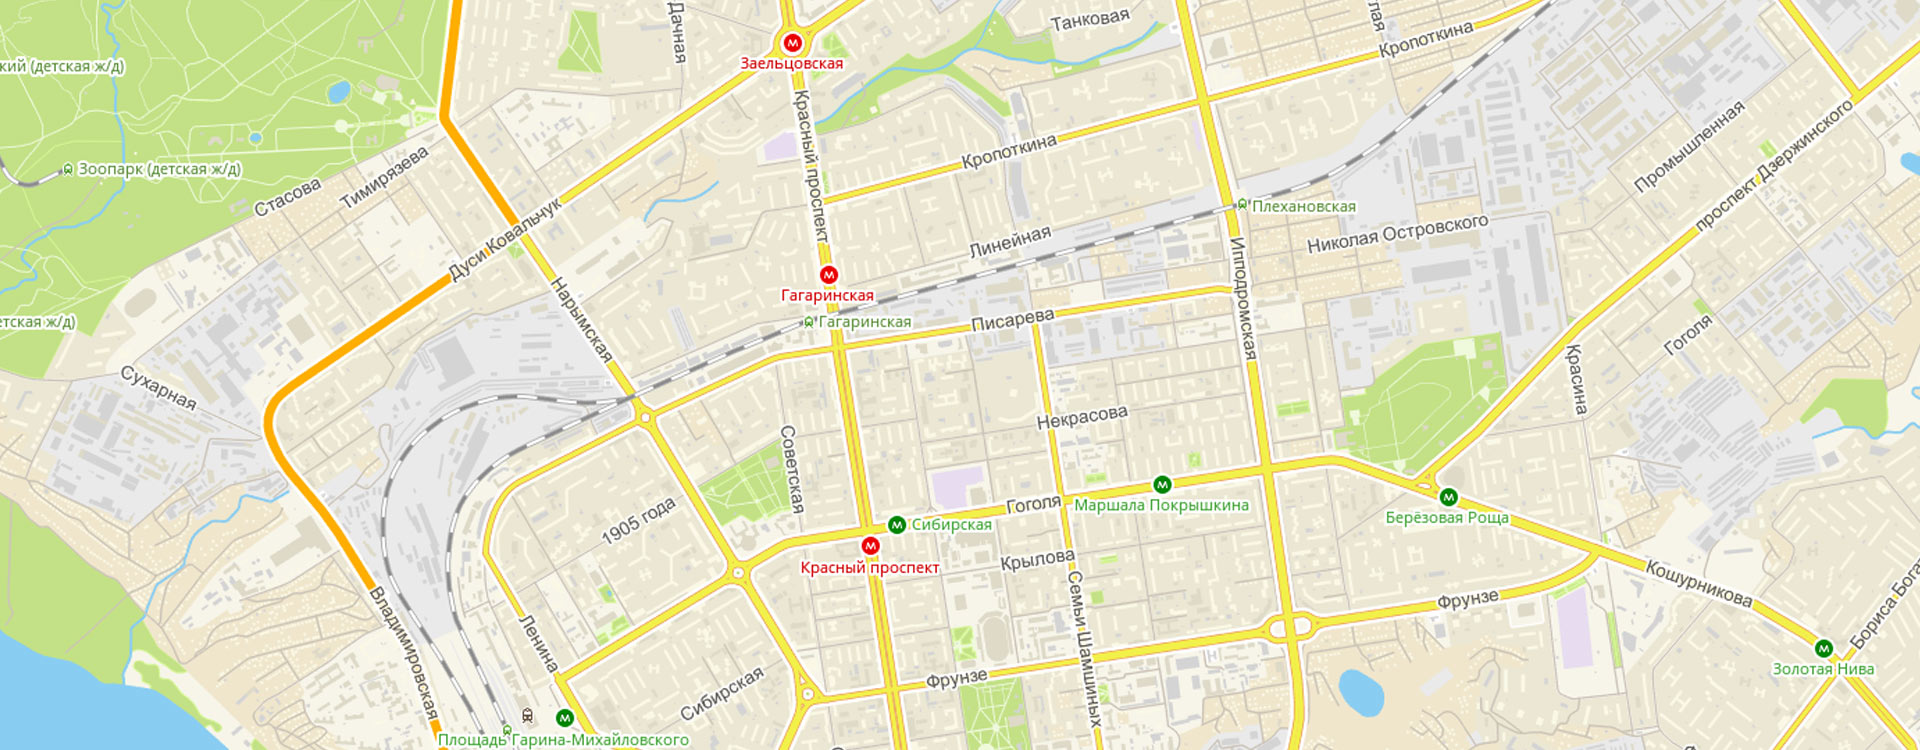 Дачная
Танковая
Кропоткина
Заельцовская
кий (детская ж/д)
Красный проспект
Промышленная
проспект Дзержинского
Кропоткина
Зоопарк (детская ж/д)
Тимирязева
Стасова
Плехановская
Дуси Ковальчук
Николая Островского
Линейная
Ипподромская
Гагаринская
Нарымская
Гагаринская
Писарева
етская ж/д)
Гоголя
Сухарная
Красина
Некрасова
Советская
1905 года
Гоголя
Маршала Покрышкина
Сибирская
Берёзовая Роща
Красный проспект
Крылова
Семьи Шамшиных
Кошурникова
Фрунзе
Владимировская
Ленина
Бориса Бога
Золотая Нива
Фрунзе
Сибирская
Площадь Гарина-Михайловского